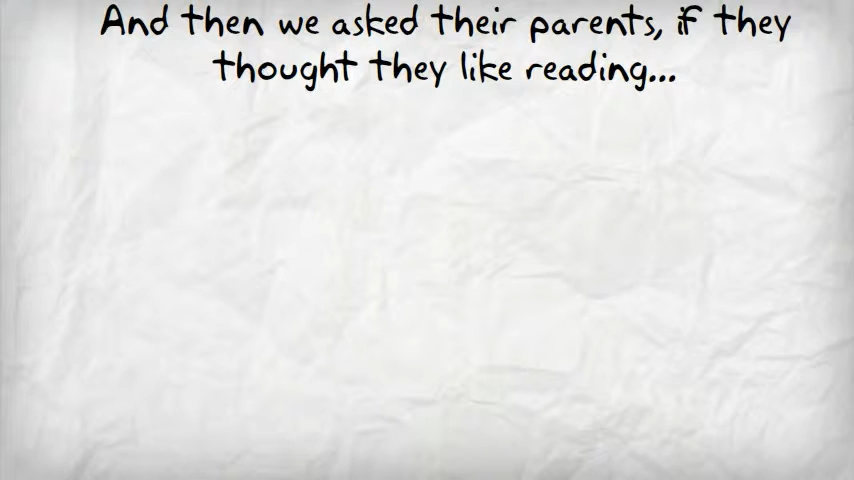 And then we asked their parents, if they
thought they like reading...